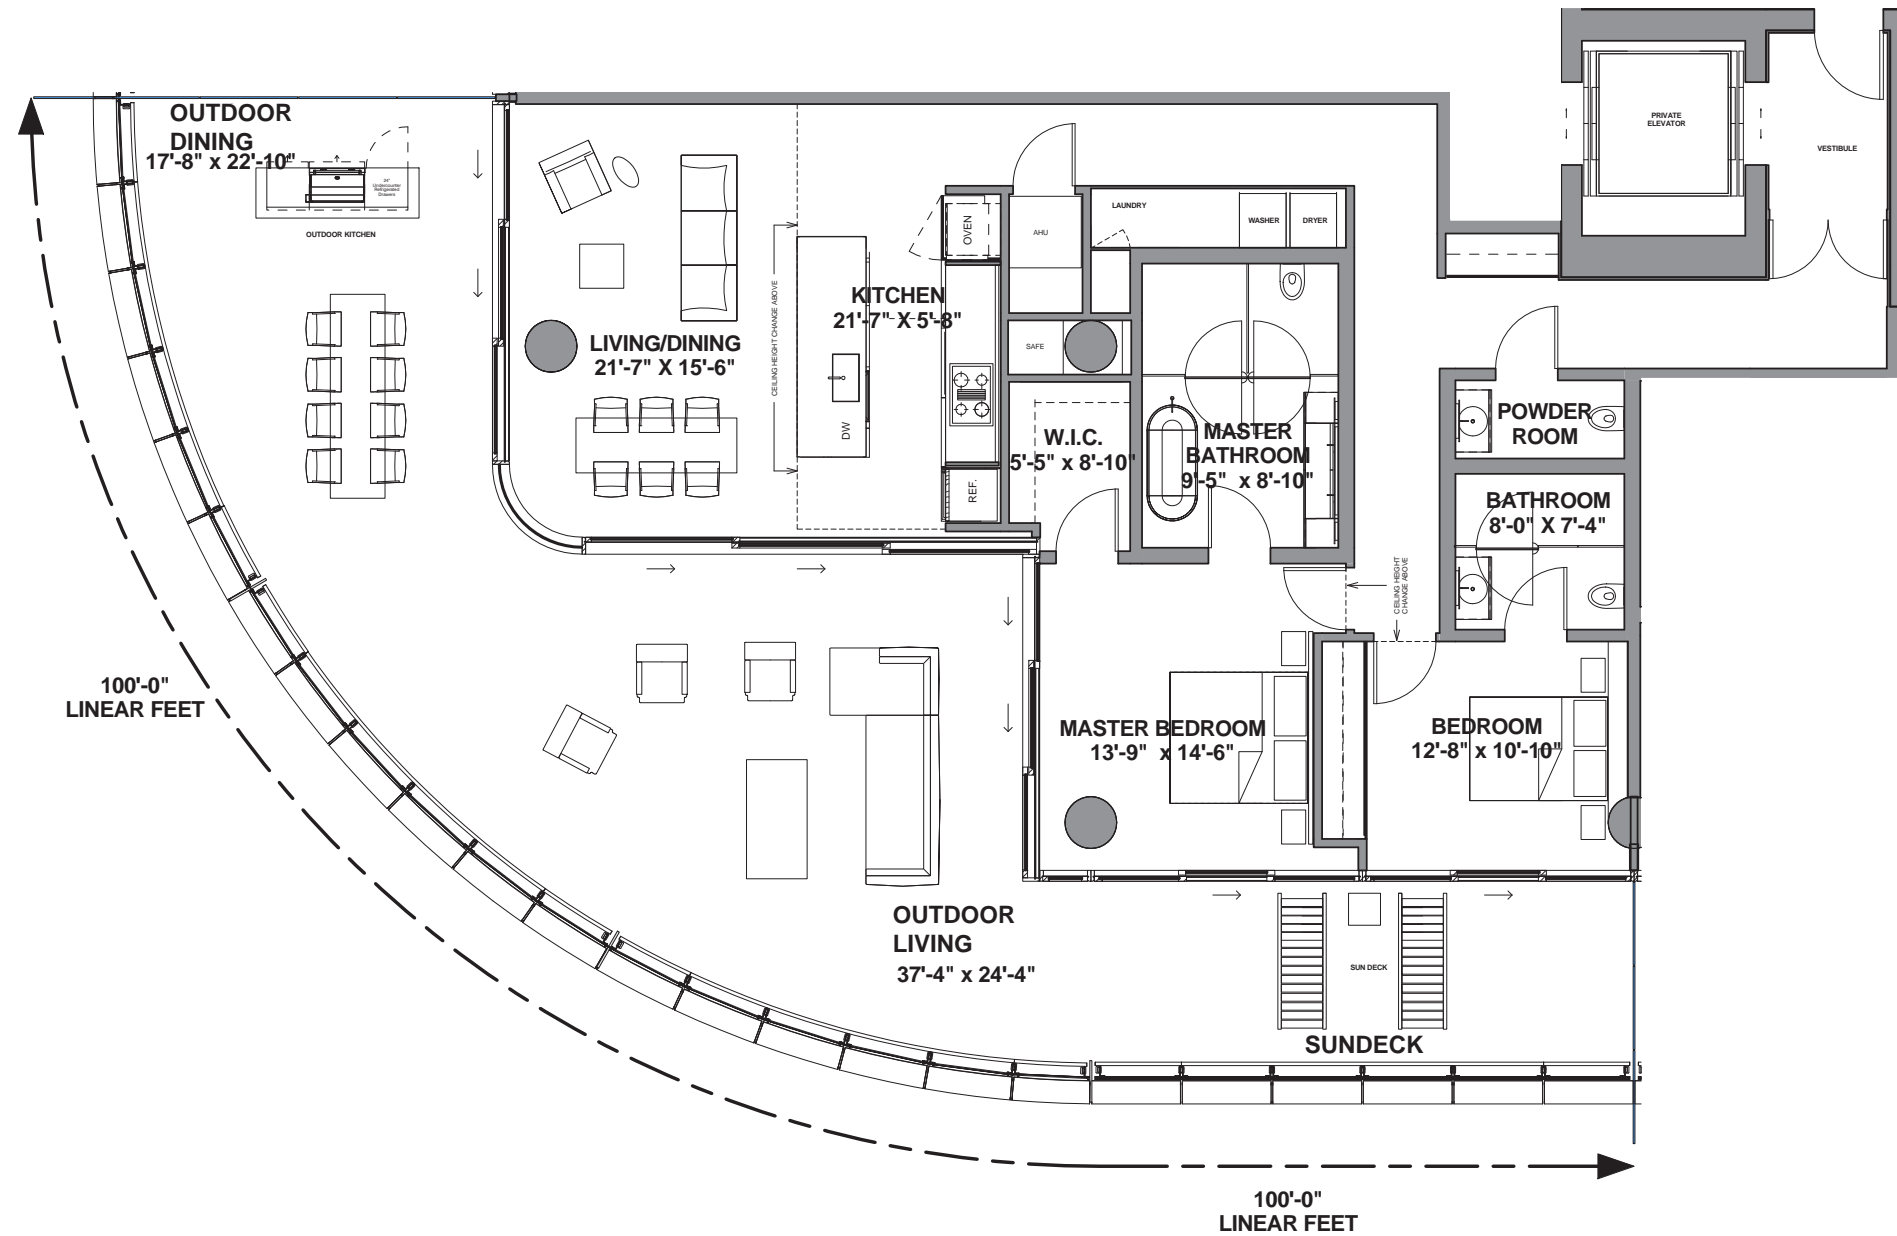 PRIVATE
ELEVATOR
VESTIBULE
OUTDOOR
DINING
17'-8" x 22'-10"
24"
Undercounter
Refrigerated
Drawers
OUTDOOR KITCHEN
LAUNDRY
WASHER
DRYER
AHU
OVEN
CEILING HEIGHT CHANGE ABOVE
KITCHEN
21'-7" X 5'-8"
LIVING/DINING
21'-7" X 15'-6"
SAFE
DW
REF.
W.I.C.
5'-5" x 8'-10"
MASTER
BATHROOM
9'-5" x 8'-10"
POWDER
ROOM
BATHROOM
8'-0" X 7'-4"
CEILING HEIGHT
CHANGE ABOVE
100'-0"
LINEAR FEET
MASTER BEDROOM
13'-9" x 14'-6"
BEDROOM
12'-8" x 10'-10"
OUTDOOR
LIVING
37'-4" x 24'-4"
SUN DECK
SUNDECK
100'-0"
LINEAR FEET